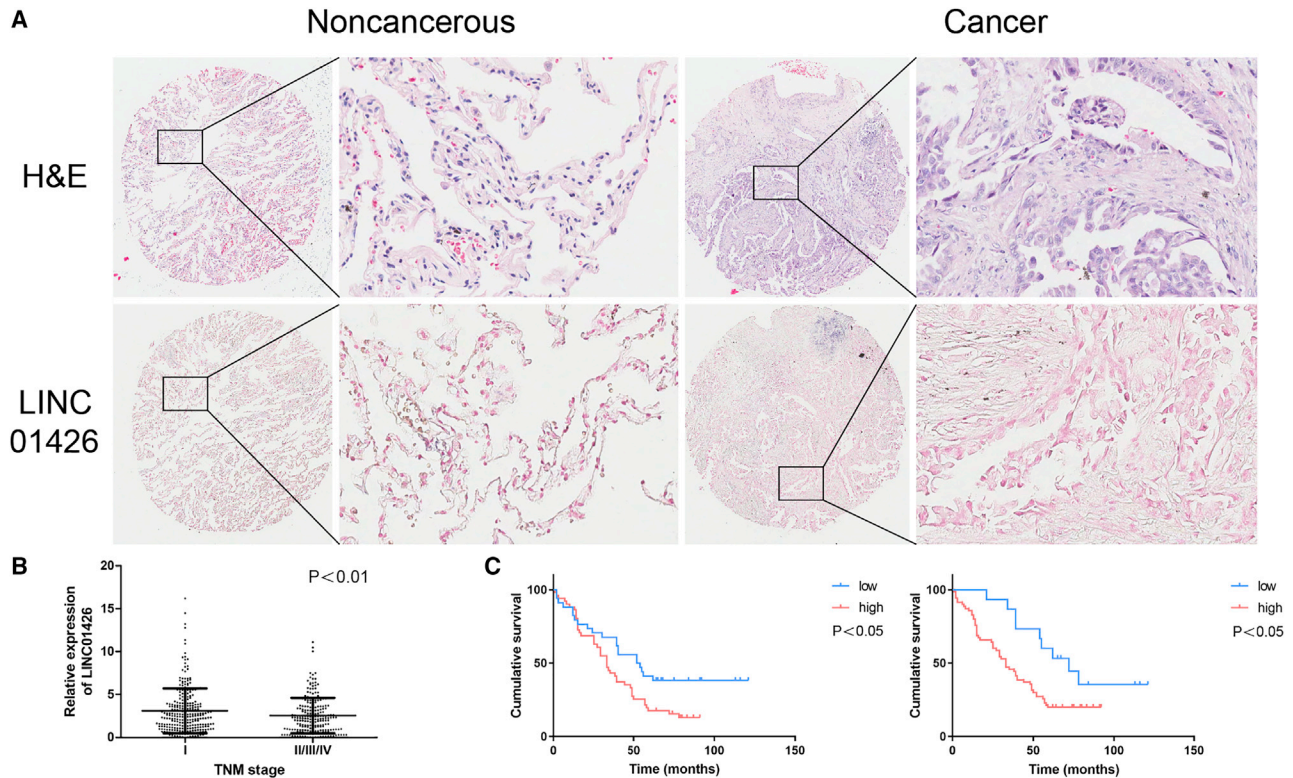 A
Noncancerous
Cancer
H&E
LINC
01426
B
P<0.01
Relative expression
of LINC01426
20
15
10
5
0
I
II/III/IV
TNM stage
C
Cumulative survival
100
50
0
0
50
100
150
Time (months)
low
high
P<0.05
Cumulative survival
100
50
0
0
50
100
150
Time (months)
low
high
P<0.05